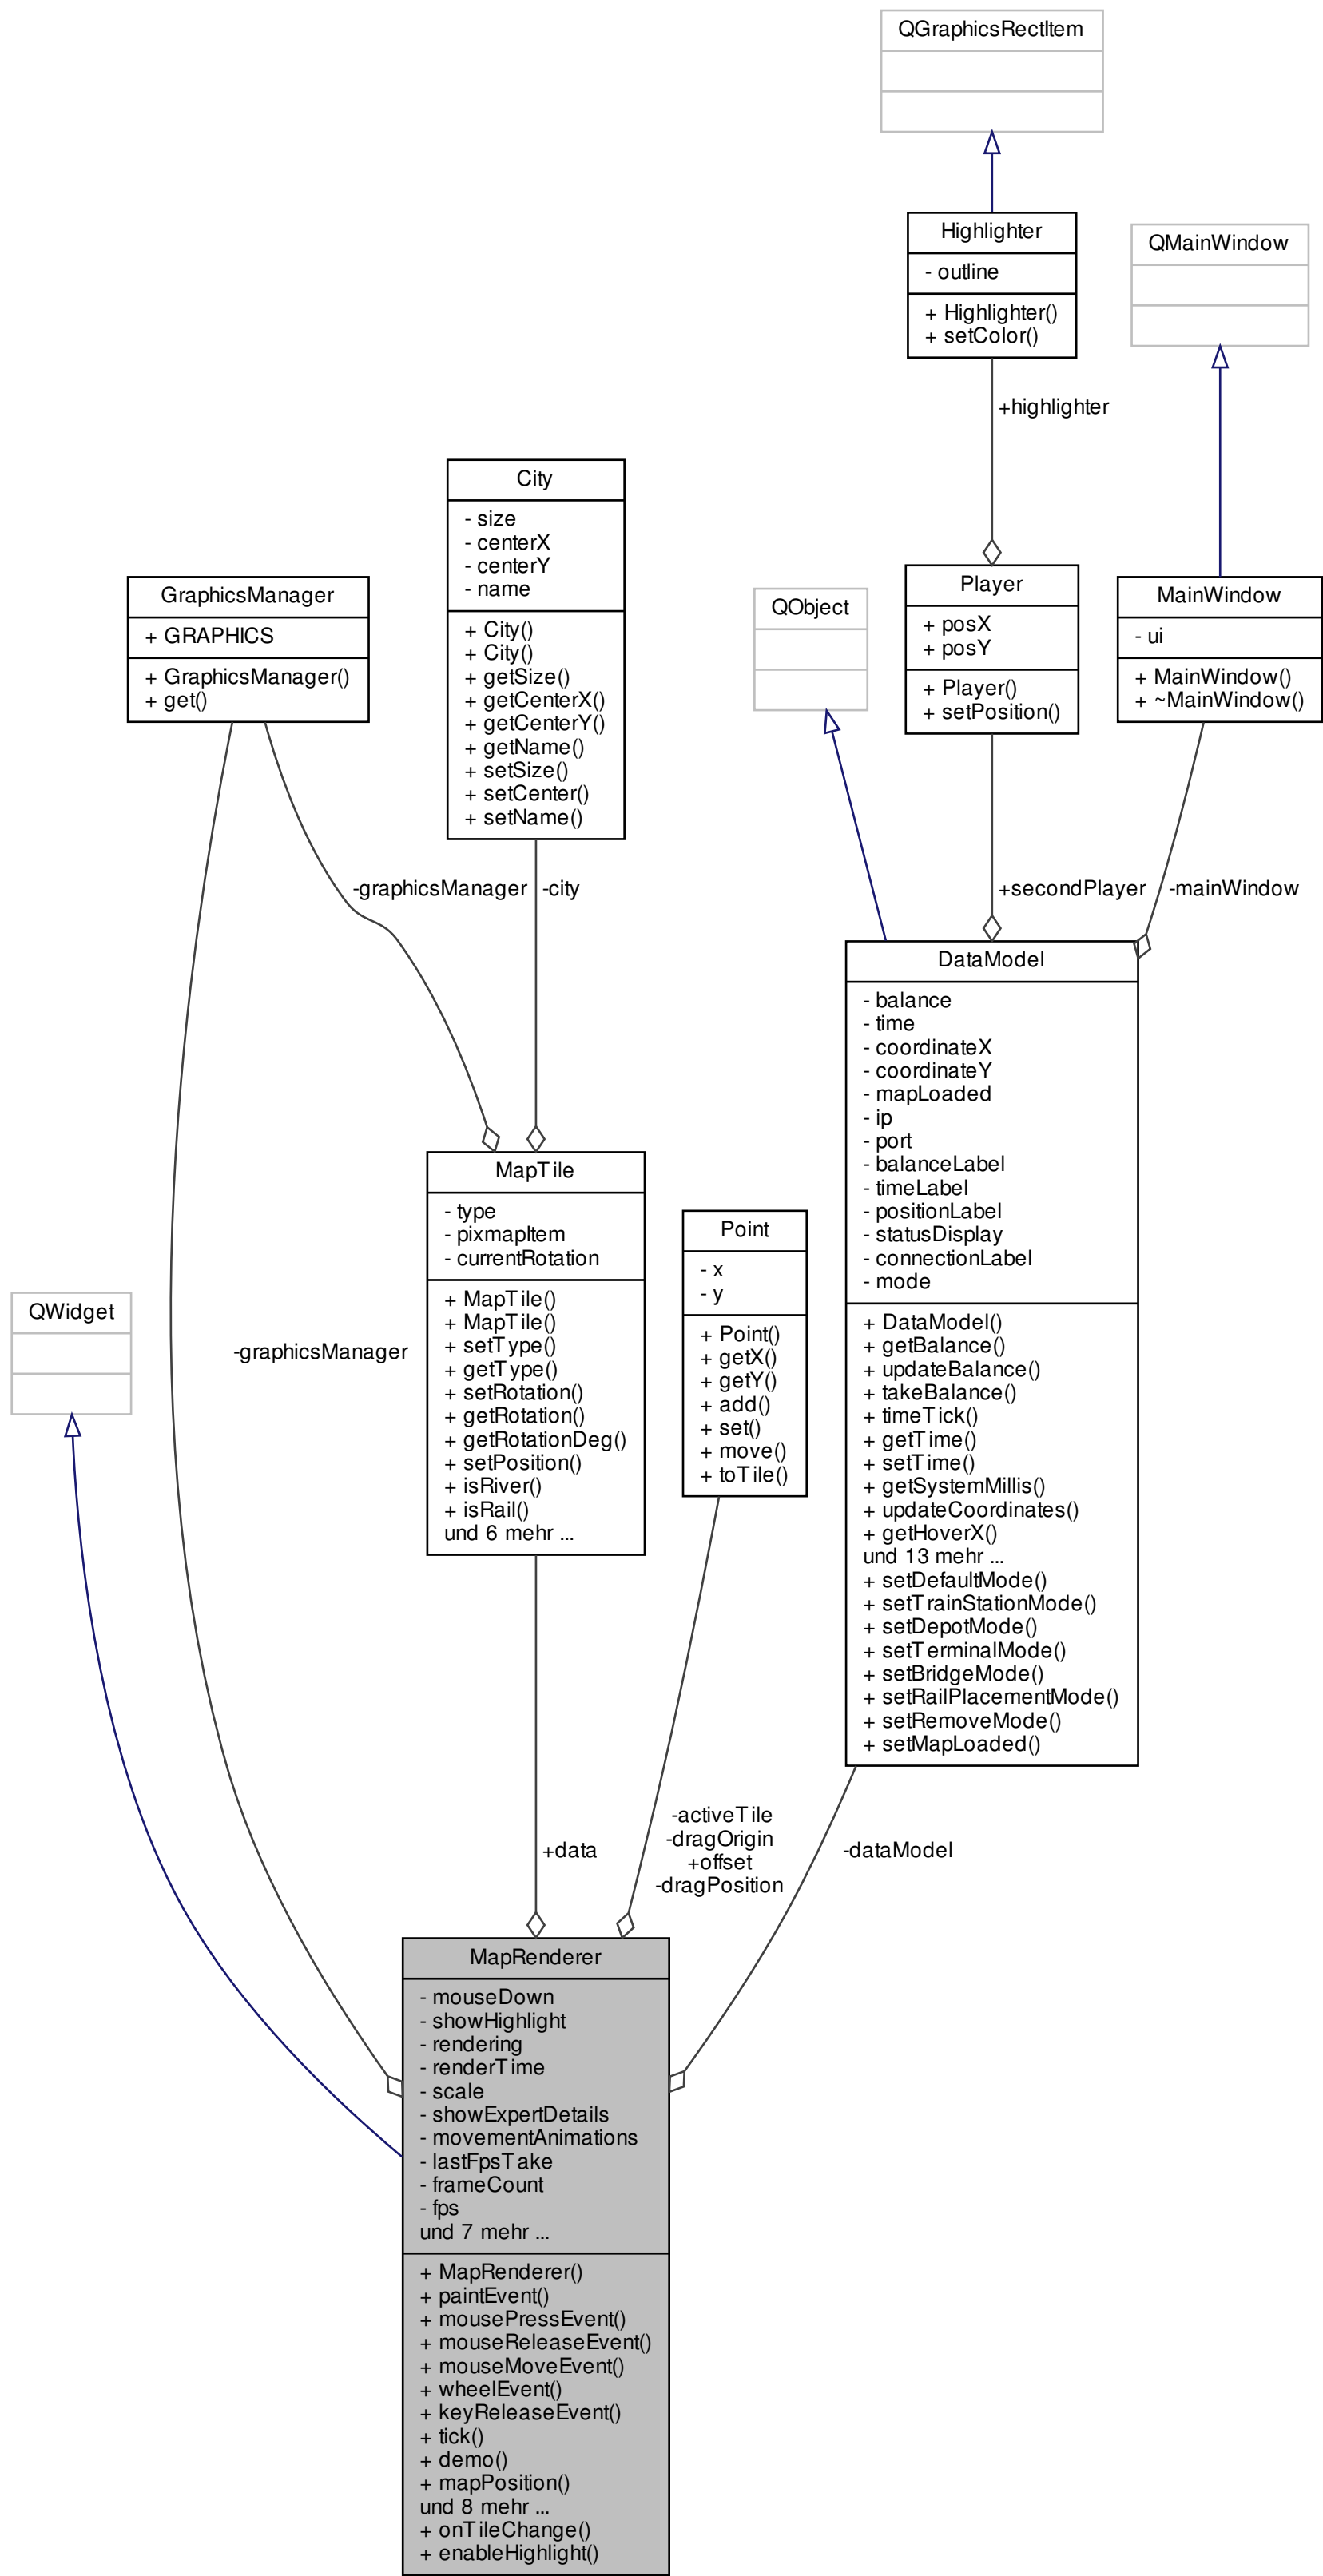 QGraphicsRectItem
Highlighter
- outline
+ Highlighter()
+ setColor()
QMainWindow
+highlighter
City
- size
- centerX
- centerY
- name
+ City()
+ City()
+ getSize()
+ getCenterX()
+ getCenterY()
+ getName()
+ setSize()
+ setCenter()
+ setName()
GraphicsManager
+ GRAPHICS
+ GraphicsManager()
+ get()
QObject
Player
+ posX
+ posY
+ Player()
+ setPosition()
MainWindow
- ui
+ MainWindow()
+ ~MainWindow()
-graphicsManager
-city
+secondPlayer
-mainWindow
DataModel
- balance
- time
- coordinateX
- coordinateY
- mapLoaded
- ip
- port
- balanceLabel
- timeLabel
- positionLabel
- statusDisplay
- connectionLabel
- mode
+ DataModel()
+ getBalance()
+ updateBalance()
+ takeBalance()
+ timeTick()
+ getTime()
+ setTime()
+ getSystemMillis()
+ updateCoordinates()
+ getHoverX()
und 13 mehr ...
+ setDefaultMode()
+ setTrainStationMode()
+ setDepotMode()
+ setTerminalMode()
+ setBridgeMode()
+ setRailPlacementMode()
+ setRemoveMode()
+ setMapLoaded()
MapTile
- type
- pixmapItem
- currentRotation
+ MapTile()
+ MapTile()
+ setType()
+ getType()
+ setRotation()
+ getRotation()
+ getRotationDeg()
+ setPosition()
+ isRiver()
+ isRail()
und 6 mehr ...
Point
- x
- y
+ Point()
+ getX()
+ getY()
+ add()
+ set()
+ move()
+ toTile()
QWidget
-graphicsManager
+data
-activeTile
-dragOrigin
+offset
-dragPosition
-dataModel
MapRenderer
- mouseDown
- showHighlight
- rendering
- renderTime
- scale
- showExpertDetails
- movementAnimations
- lastFpsTake
- frameCount
- fps
und 7 mehr ...
+ MapRenderer()
+ paintEvent()
+ mousePressEvent()
+ mouseReleaseEvent()
+ mouseMoveEvent()
+ wheelEvent()
+ keyReleaseEvent()
+ tick()
+ demo()
+ mapPosition()
und 8 mehr ...
+ onTileChange()
+ enableHighlight()